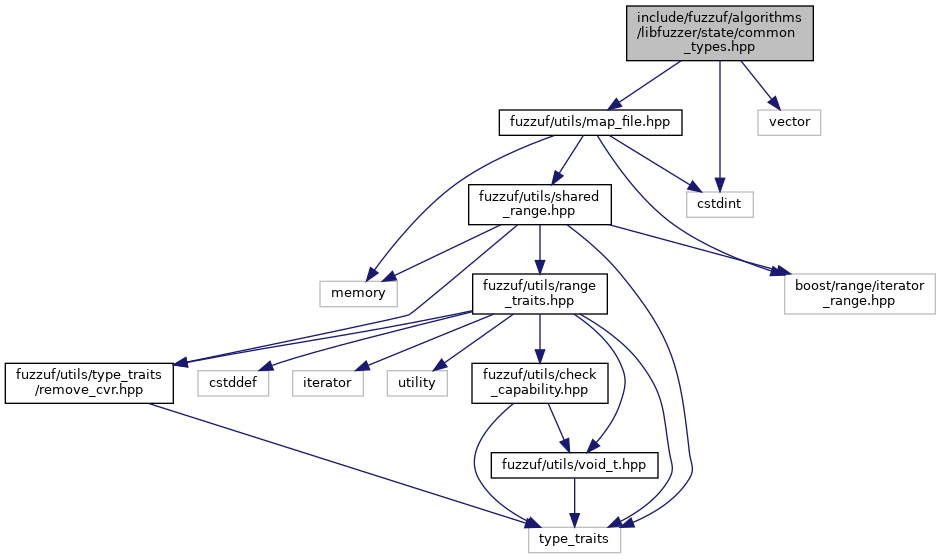 include/fuzzuf/algorithms
/libfuzzer/state/common
_types.hpp
fuzzuf/utils/map_file.hpp
vector
fuzzuf/utils/shared
_range.hpp
cstdint
memory
fuzzuf/utils/range
_traits.hpp
boost/range/iterator
_range.hpp
fuzzuf/utils/type_traits
/remove_cvr.hpp
cstddef
iterator
utility
fuzzuf/utils/check
_capability.hpp
fuzzuf/utils/void_t.hpp
type_traits